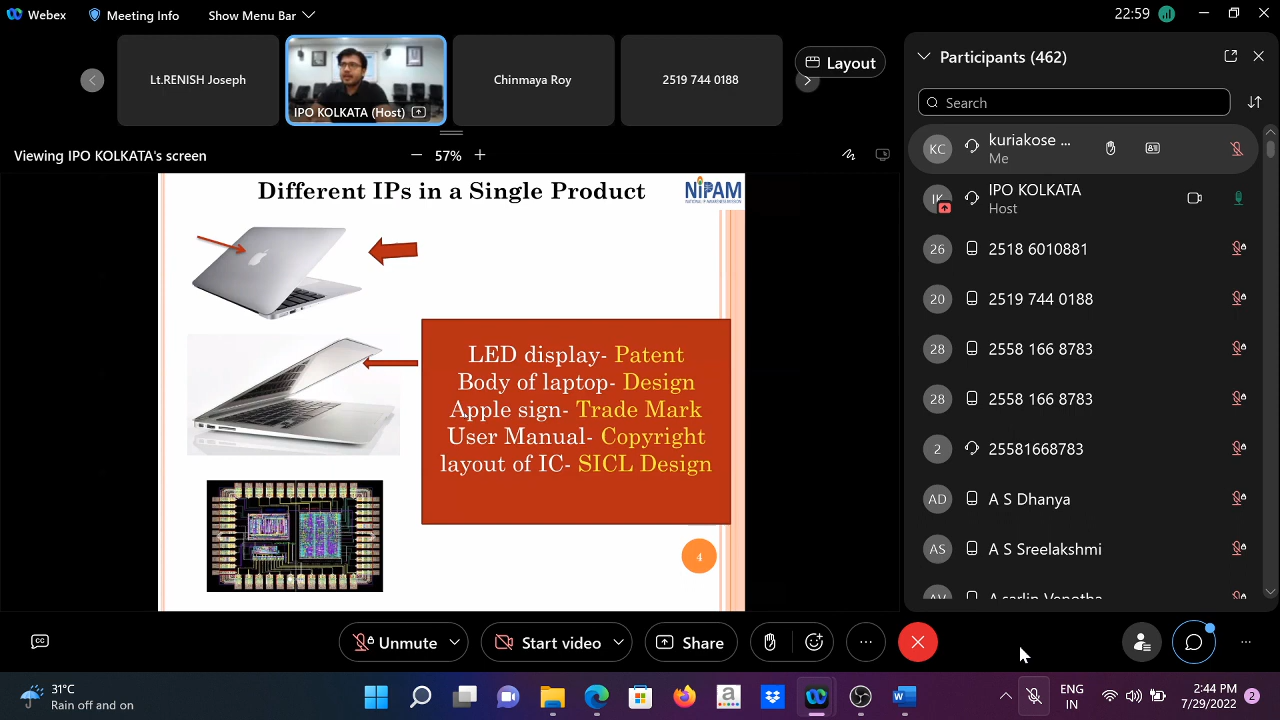 Webex
Meeting Info
Show Menu Bar
22:59
Lt.RENISH Joseph
IPO KOLKATA (Host)
Chinmaya Roy
2519 744 0188
Layout
Viewing IPO KOLKATA's screen
57%
Different IPs in a Single Product
NIPAM
LED display- Patent
Body of laptop- Design
Apple sign- Trade Mark
User Manual- Copyright
layout of IC- SICL Design
4
Participants (462)
Search
KC
kuriakose ...
Me
IK
IPO KOLKATA
Host
26
2518 6010881
20
2519 744 0188
28
2558 166 8783
28
2558 166 8783
2
25581668783
AD
A S Dhanya
AS
A S Sreelakshmi
AV
A.sarlin Venotha
CC
Unmute
Start video
Share
31°C
Rain off and on
a
W
ENG
IN
2:44 PM
7/29/2022
2